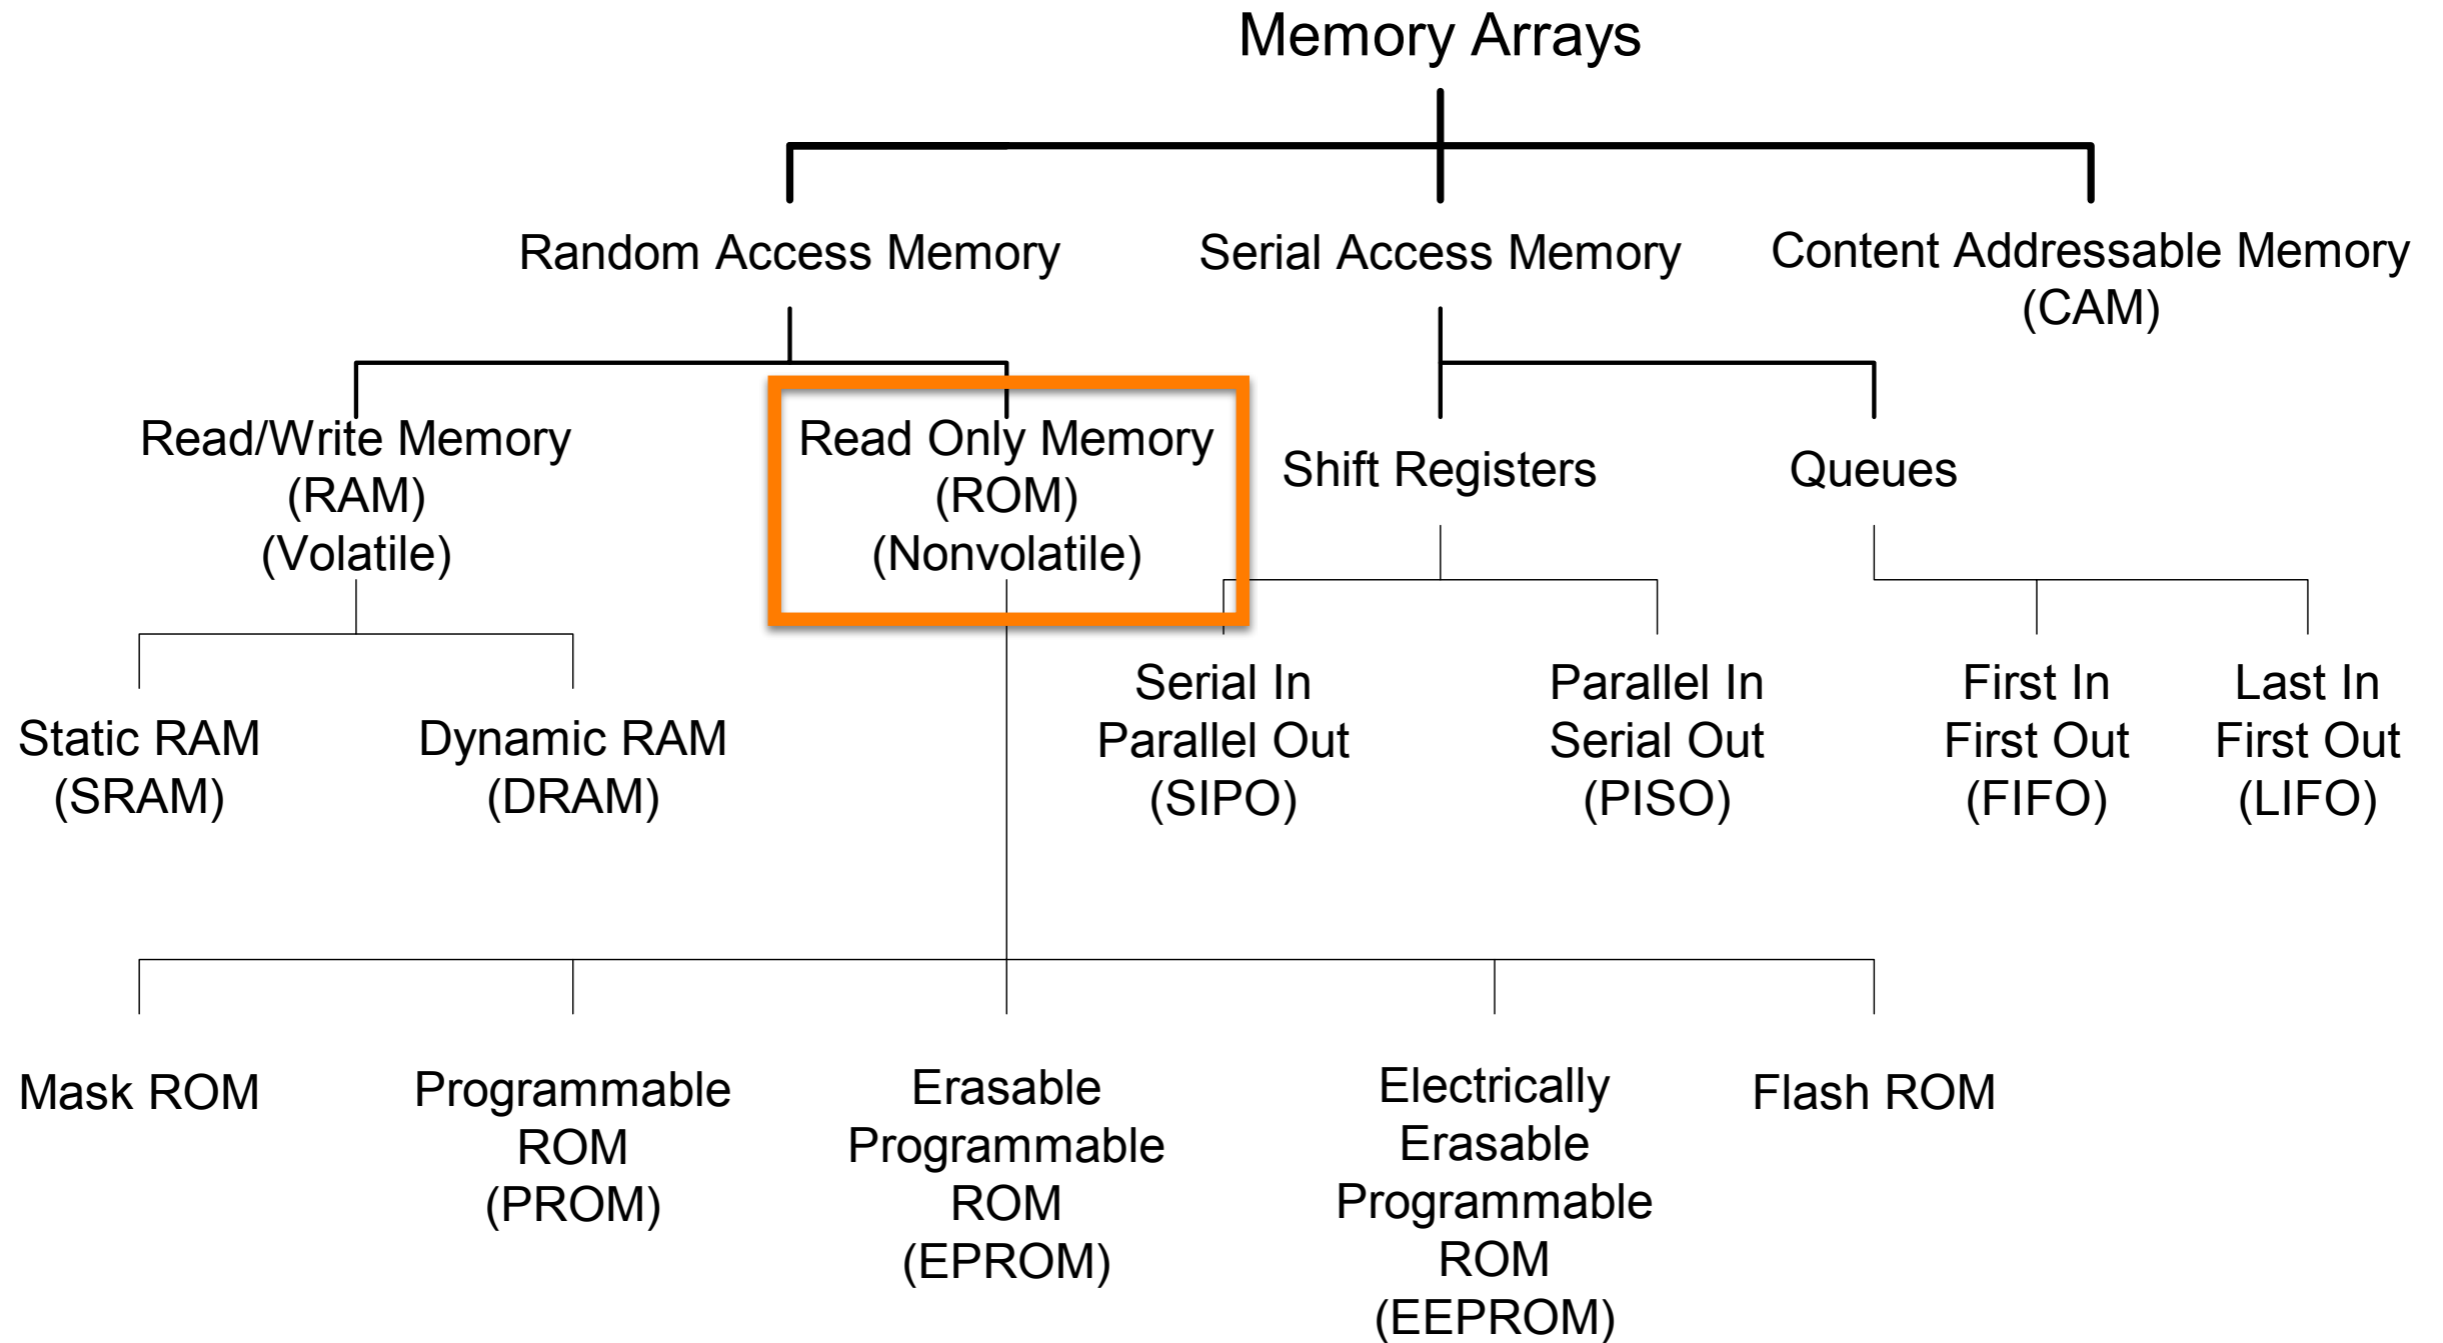 Memory Arrays
Random Access Memory
Serial Access Memory
Content Addressable Memory
(CAM)
Read/Write Memory
(RAM)
(Volatile)
Read Only Memory
(ROM)
(Nonvolatile)
Shift Registers
Queues
Static RAM
(SRAM)
Dynamic RAM
(DRAM)
Serial In
Parallel Out
(SIPO)
Parallel In
Serial Out
(PISO)
First In
First Out
(FIFO)
Last In
First Out
(LIFO)
Mask ROM
Programmable
ROM
(PROM)
Erasable
Programmable
ROM
(EPROM)
Electrically
Erasable
Programmable
ROM
(EEPROM)
Flash ROM